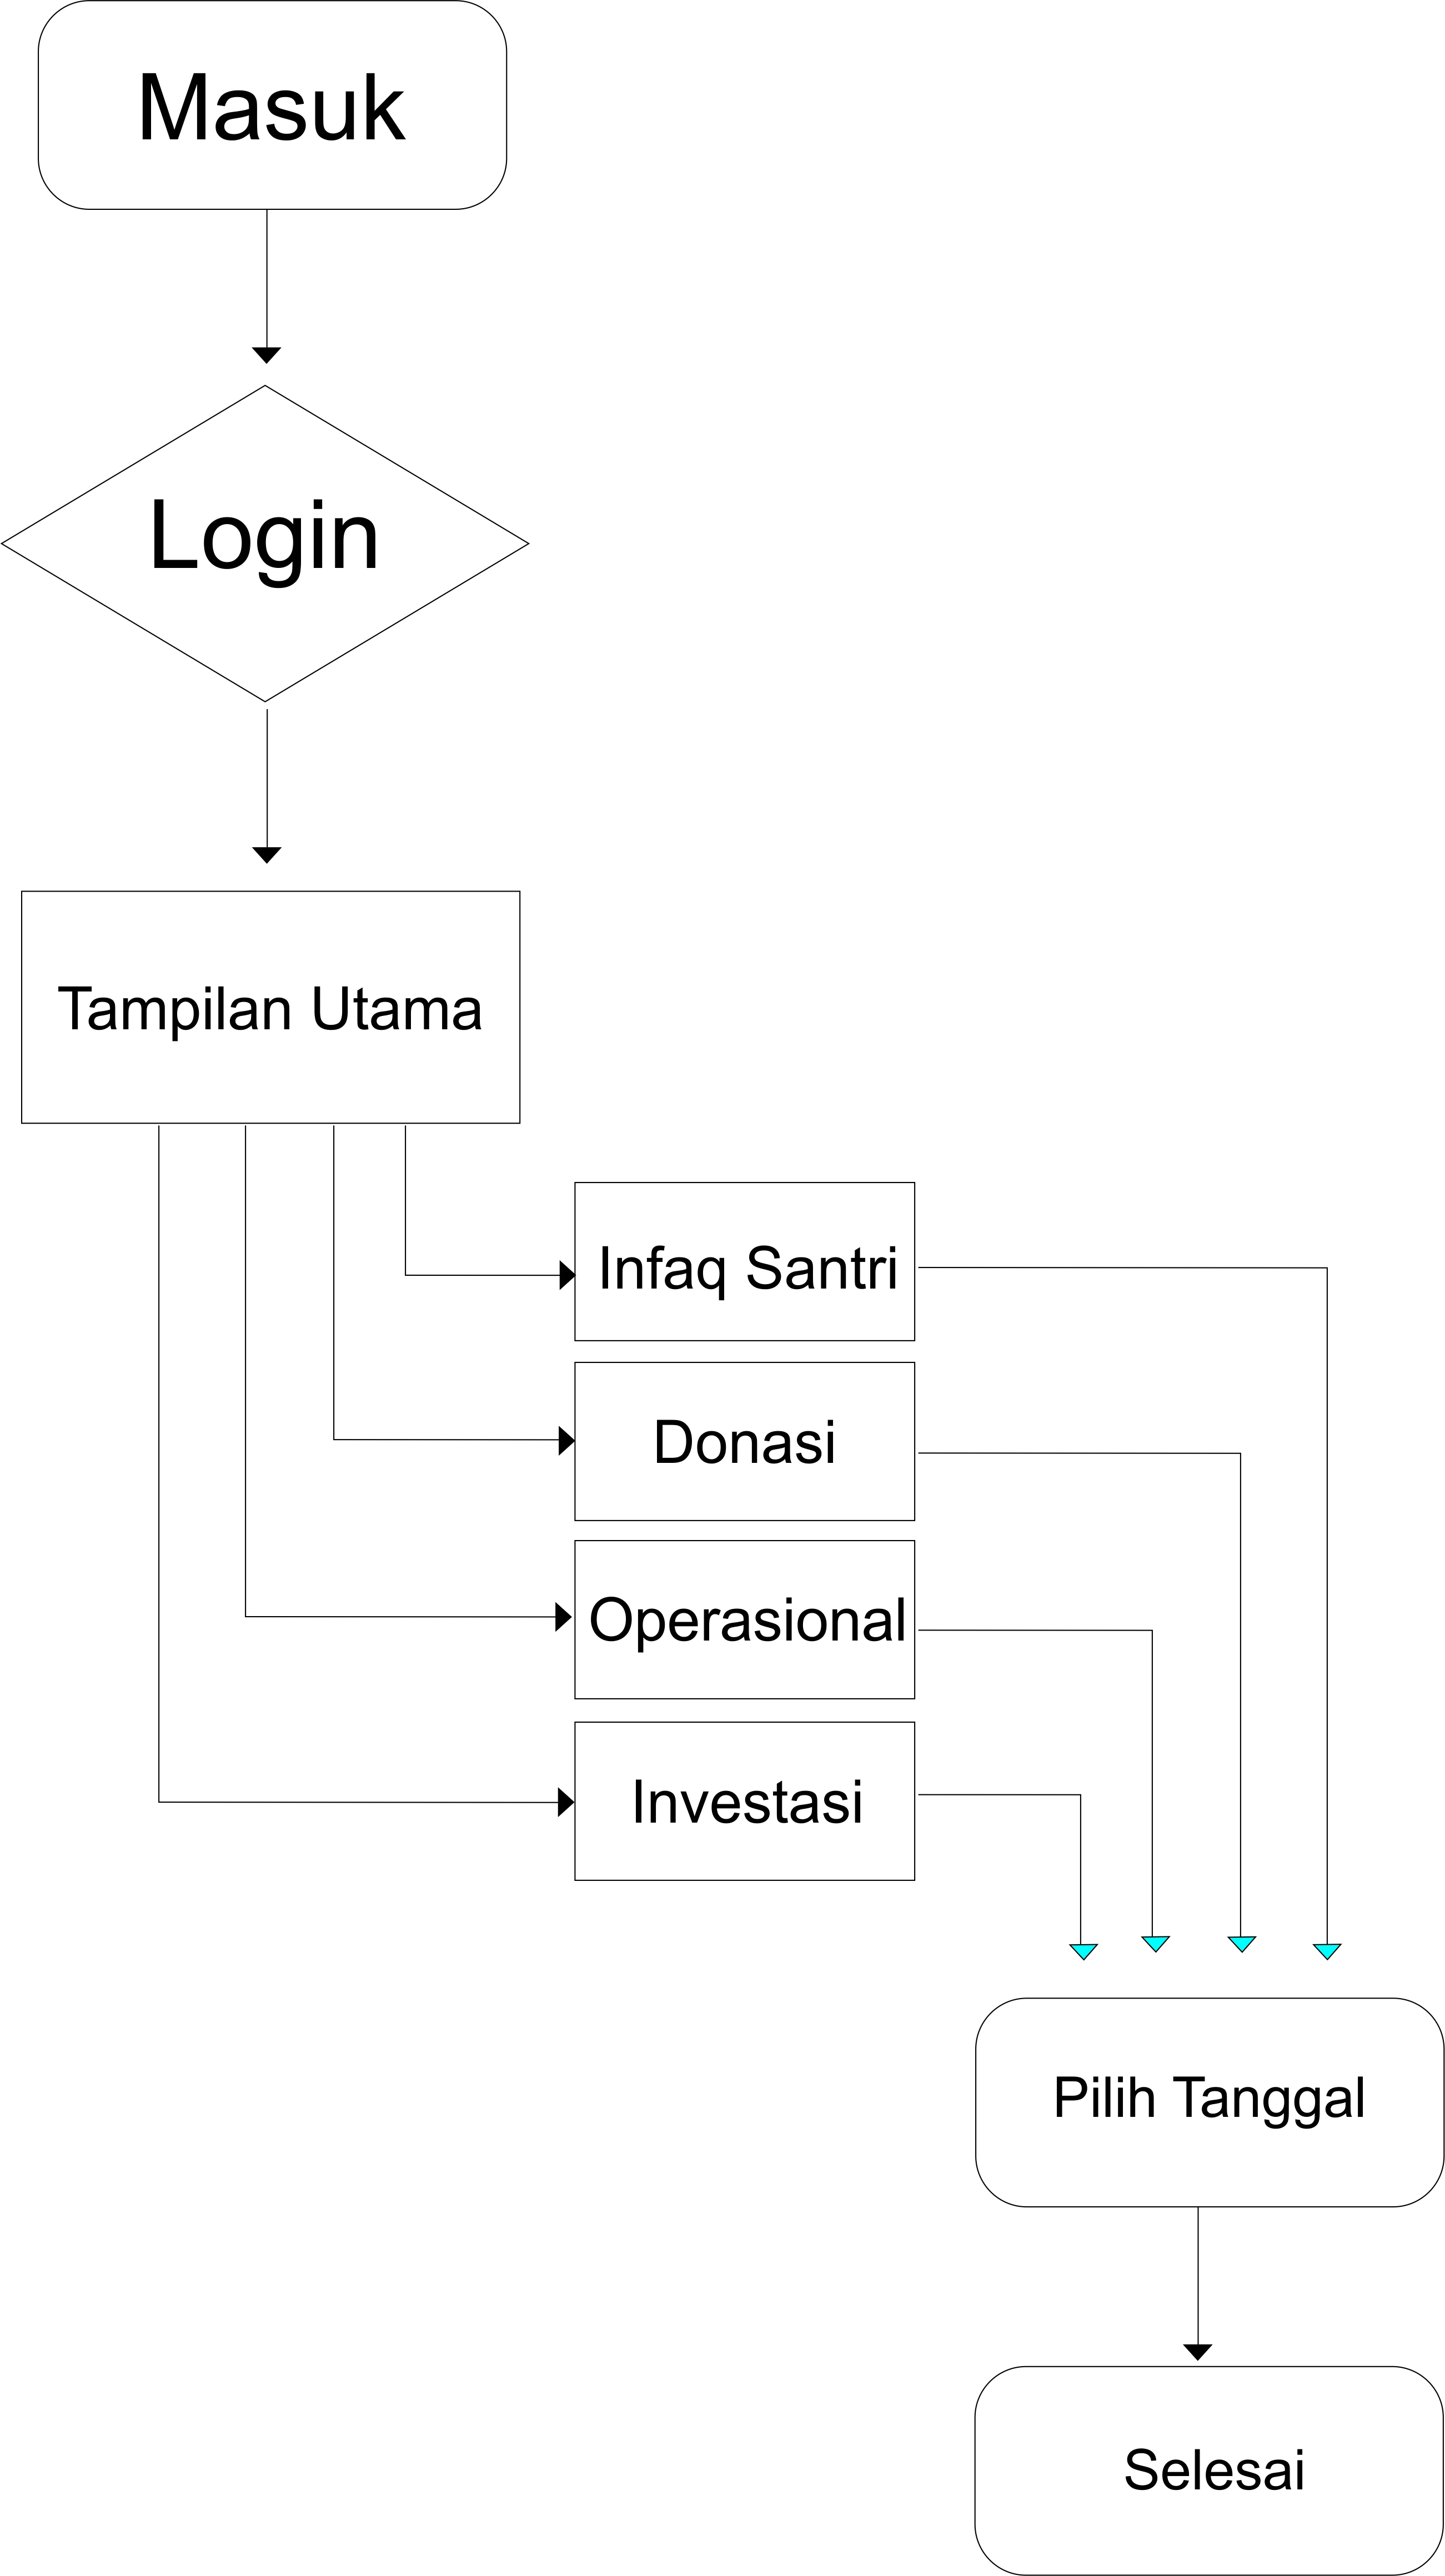 Masuk
Login
Tampilan Utama
Infaq Santri
Donasi
Operasional
Investasi
Pilih Tanggal
Selesai